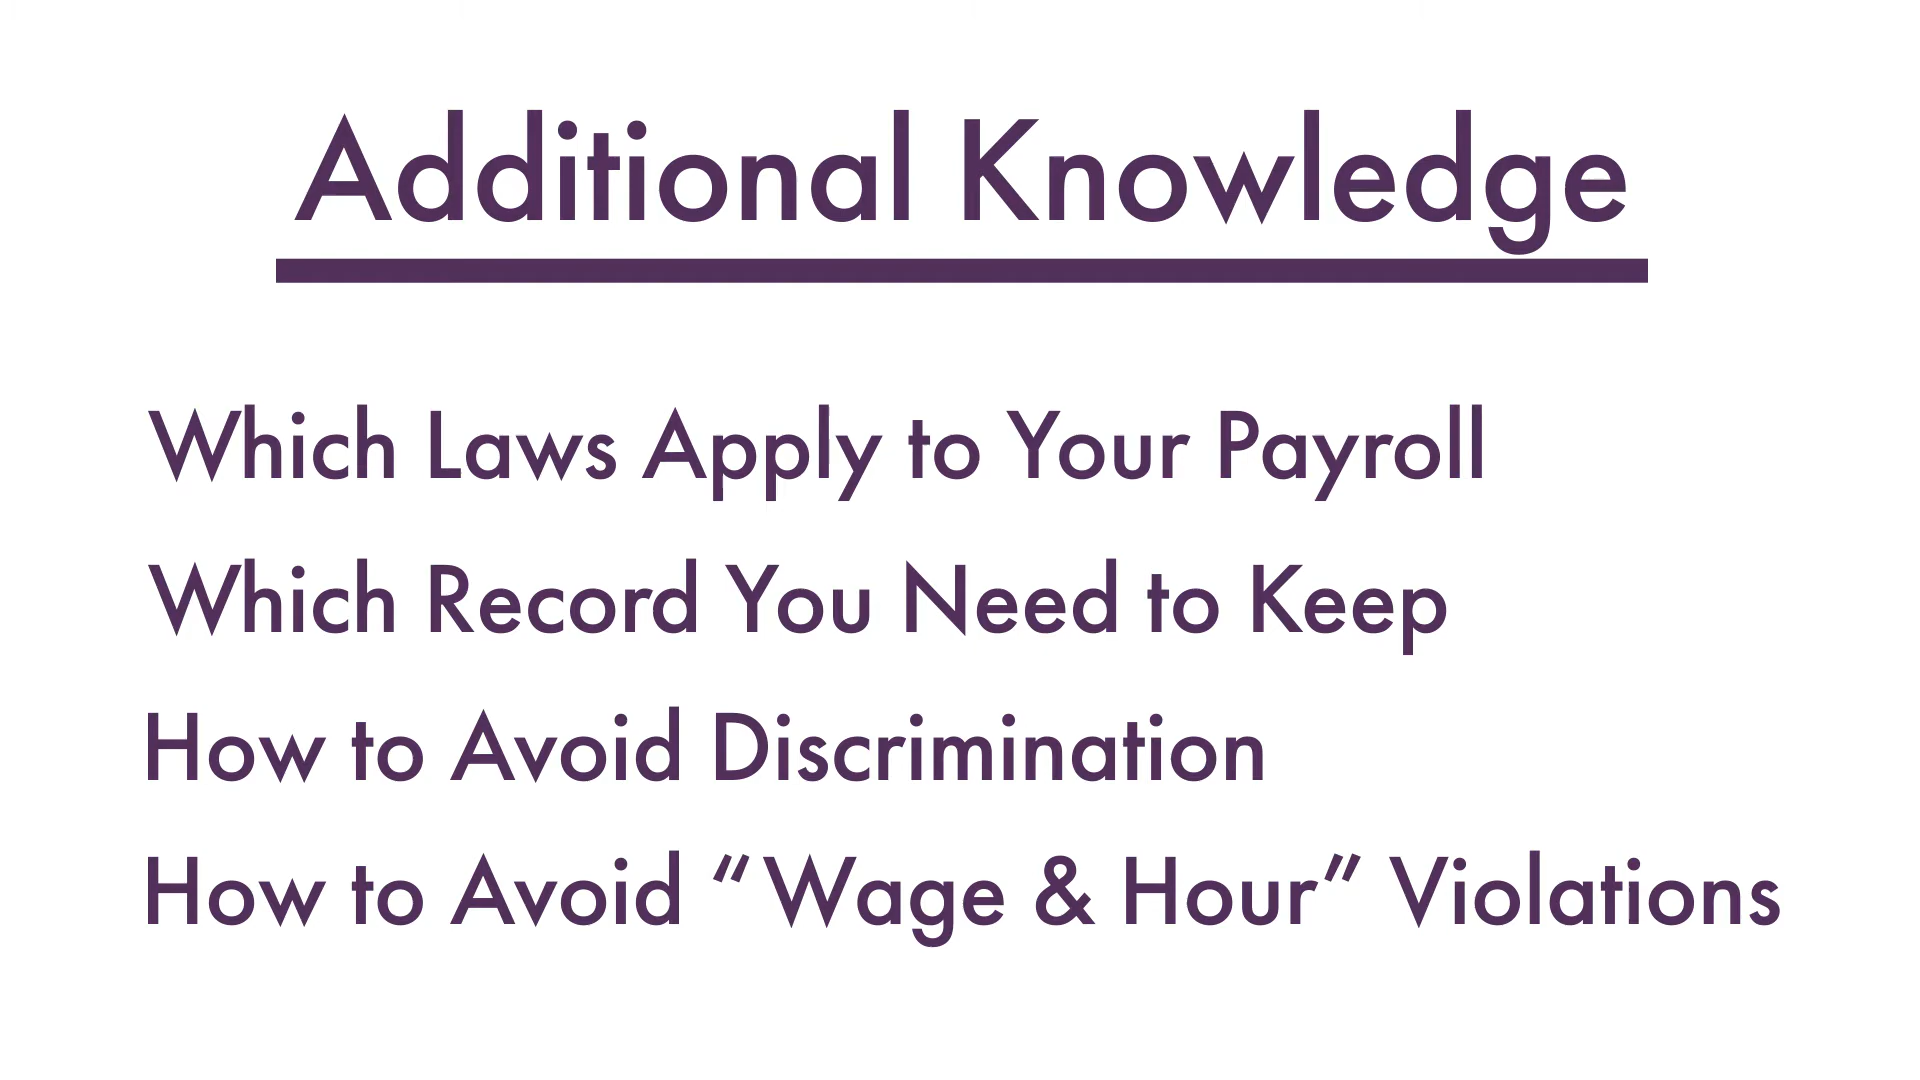 Additional Knowledge
Which Laws Apply to Your Payroll
Which Record You Need to Keep
How to Avoid Discrimination
How to Avoid “Wage & Hour” Violations